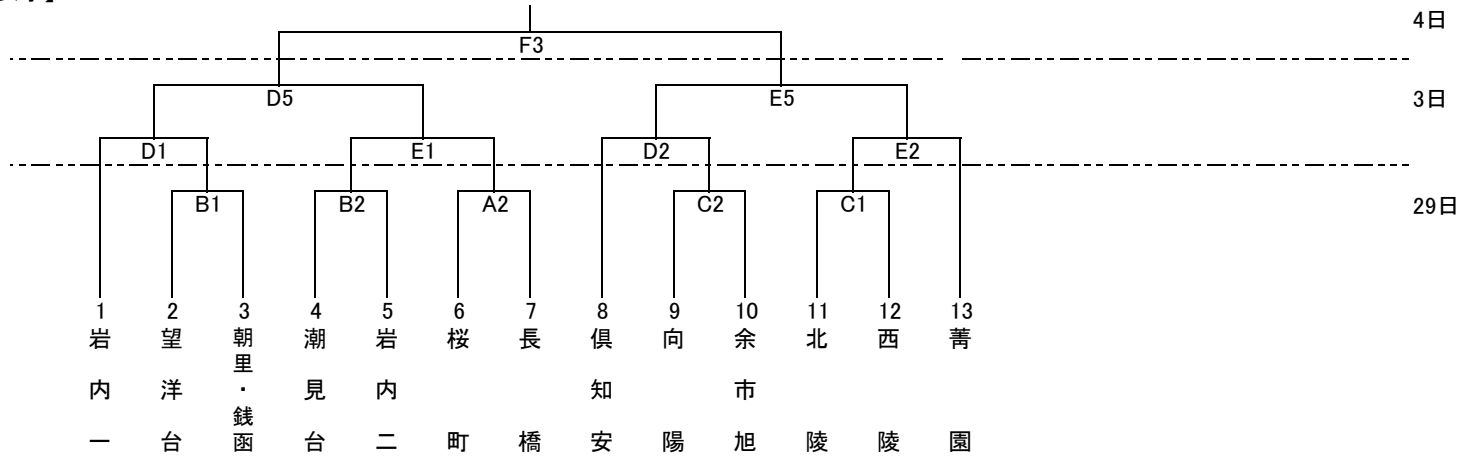 4日
F3
D5 E5 3日
D1 E1 D2 E2
B1 B2 A2 C2 C1 29日
1 2 3 4 5 6 7 8 9 10 11 12 13
岩内一
望洋台
朝里・銭函
潮見台
岩内二
桜町
長橋
倶知安
向陽
余市旭
北陵
西陵
菁園